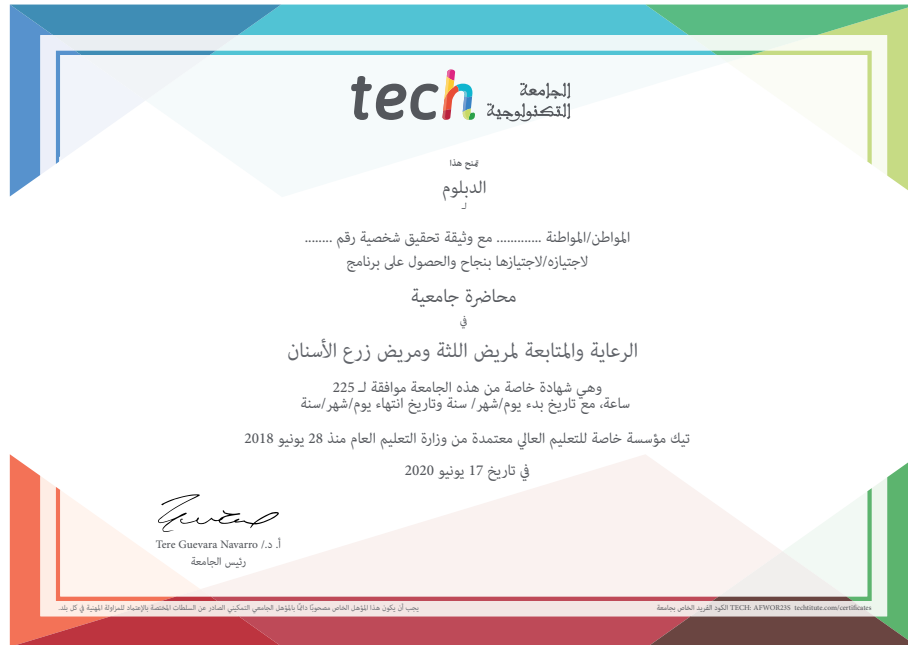 tech الجامعة
التكنولوجية
يمنح هذا
الدبلوم
لـ
المواطن/المواطنة ............. مع وثيقة تحقيق شخصية رقم ........
لاجتيازه/لاجتيازها بنجاح والحصول على برنامج
محاضرة جامعية
في
الرعاية والمتابعة لمريض اللثة ومريض زرع الأسنان
وهي شهادة خاصة من هذه الجامعة موافقة لـ 225
ساعة، مع تاريخ بدء يوم/شهر/ سنة وتاريخ انتهاء يوم/شهر/سنة
تيك مؤسسة خاصة للتعليم العالي معتمدة من وزارة التعليم العام منذ 28 يونيو 2018
في تاريخ 17 يونيو 2020
أ. د./ Tere Guevara Navarro
رئيس الجامعة
يجب أن يكون هذا المؤهل الخاص مصحوبًا دائمًا بالمؤهل الجامعي التمكيني الصادر عن السلطات المختصة بالإعتماد للمزاولة المهنية في كل بلد.
الكود الفريد الخاص بجامعة TECH: AFWOR23S techtitute.com/certificates